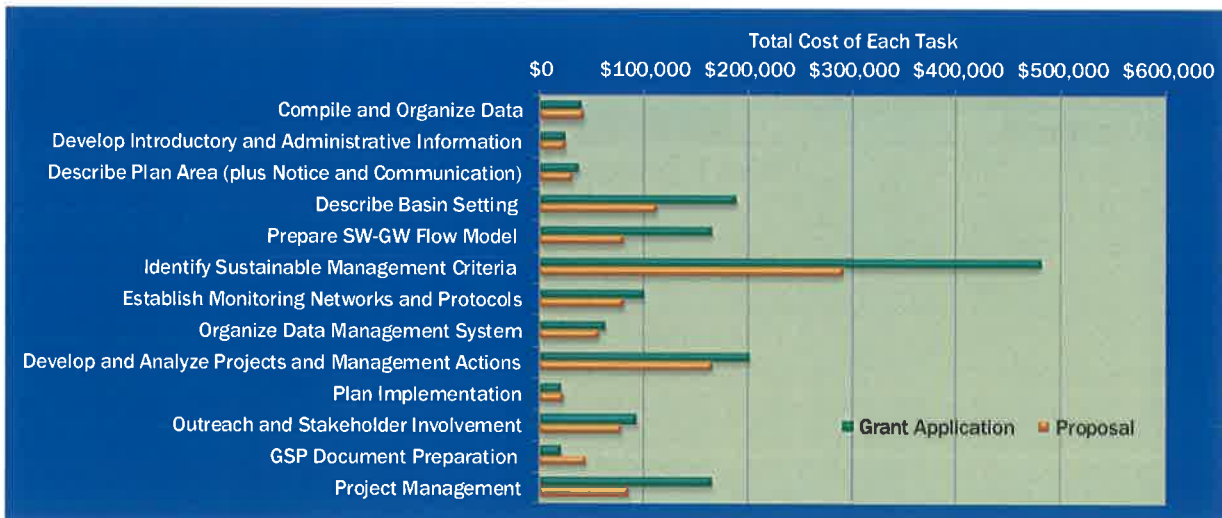 Total Cost of Each Task
$0 $100,000 $200,000 $300,000 $400,000 $500,000 $600,000
Compile and Organize Data
Develop Introductory and Administrative Information
Describe Plan Area (plus Notice and Communication)
Describe Basin Setting
Prepare SW-GW Flow Model
Identify Sustainable Management Criteria
Establish Monitoring Networks and Protocols
Organize Data Management System
Develop and Analyze Projects and Management Actions
Plan Implementation
Outreach and Stakeholder Involvement
Grant Application Proposal
GSP Document Preparation
Project Management